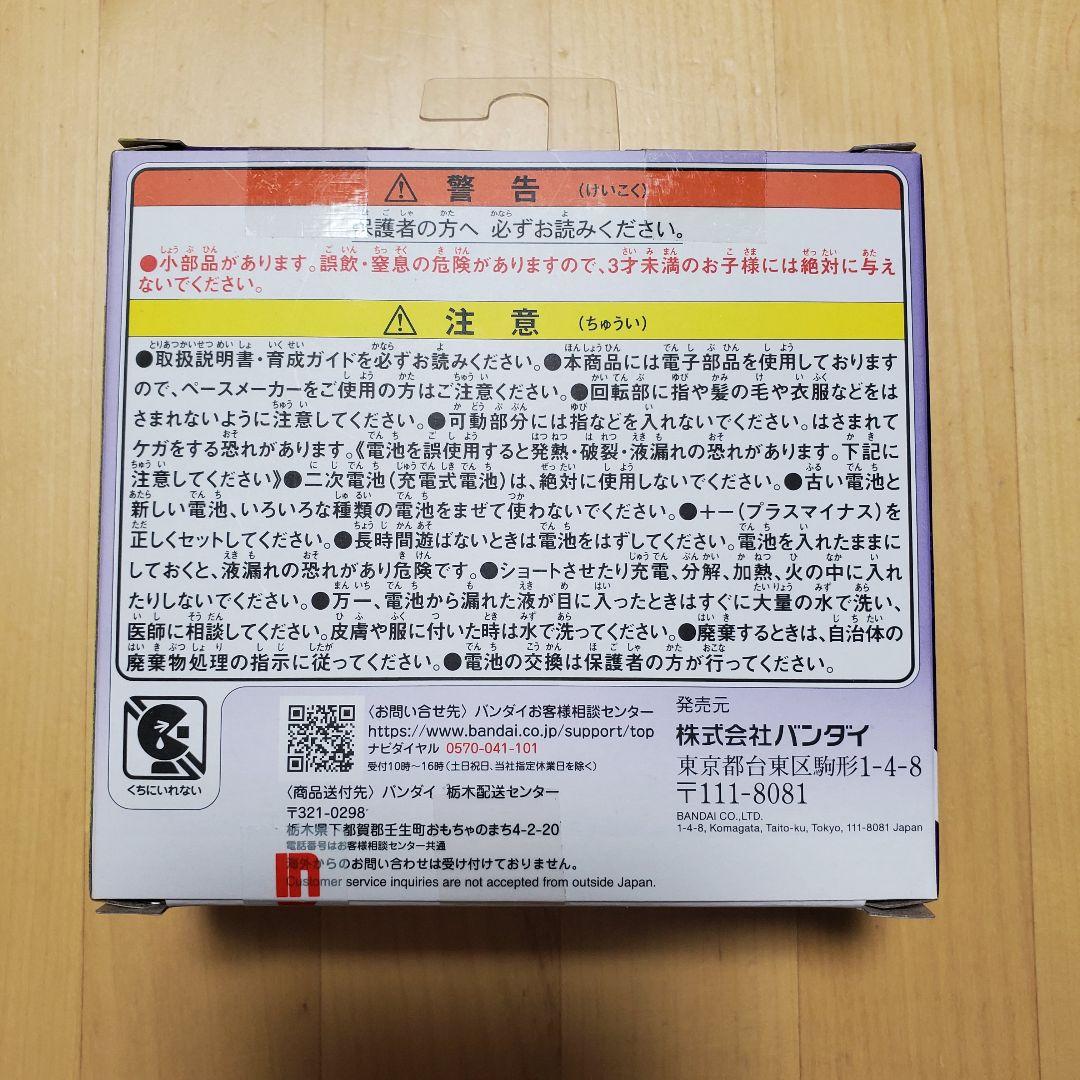 警告(けいこく)
保護者の方へ 必ずお読みください。
●小部品があります。誤飲・窒息の危険がありますので、3才未満のお子様には絶対に与え
ないでください。
注意(ちゅうい)
●取扱説明書・育成ガイドを必ずお読みください。●本商品には電子部品を使用しております
ので、ペースメーカーをご使用の方はご注意ください。●回転部に指や髪の毛や衣服などをは
さまれないように注意してください。●可動部分には指などを入れないでください。はさまれて
ケガをする恐れがあります。《電池を誤使用すると発熱・破裂・液漏れの恐れがあります。下記に
注意してください》●二次電池(充電式電池)は、絶対に使用しないでください。●古い電池と
新しい電池、いろいろな種類の電池をまぜて使わないでください。●+-(プラスマイナス)を
正しくセットしてください。●長時間遊ばないときは電池をはずしてください。電池を入れたままに
しておくと、液漏れの恐れがあり危険です。●ショートさせたり充電、分解、加熱、火の中に入れ
たりしないでください。●万一、電池から漏れた液が目に入ったときはすぐに大量の水で洗い、
医師に相談してください。皮膚や服に付いた時は水で洗ってください。●廃棄するときは、自治体の
廃棄物処理の指示に従ってください。●電池の交換は保護者の方が行ってください。
くちにいれない
〈お問い合せ先〉バンダイお客様相談センター
https://www.bandai.co.jp/support/top
ナビダイヤル 0570-041-101
受付10時~16時(土日祝日、当社指定休業日を除く)
〈商品送付先〉バンダイ 栃木配送センター
〒321-0298
栃木県下都賀郡壬生町おもちゃのまち4-2-20
電話番号はお客様相談センター共通
海外からのお問い合わせは受け付けておりません。
Customer service inquiries are not accepted from outside Japan.
発売元
株式会社バンダイ
東京都台東区駒形1-4-8
〒111-8081
BANDAI CO.,LTD.
1-4-8, Komagata, Taito-ku, Tokyo, 111-8081 Japan